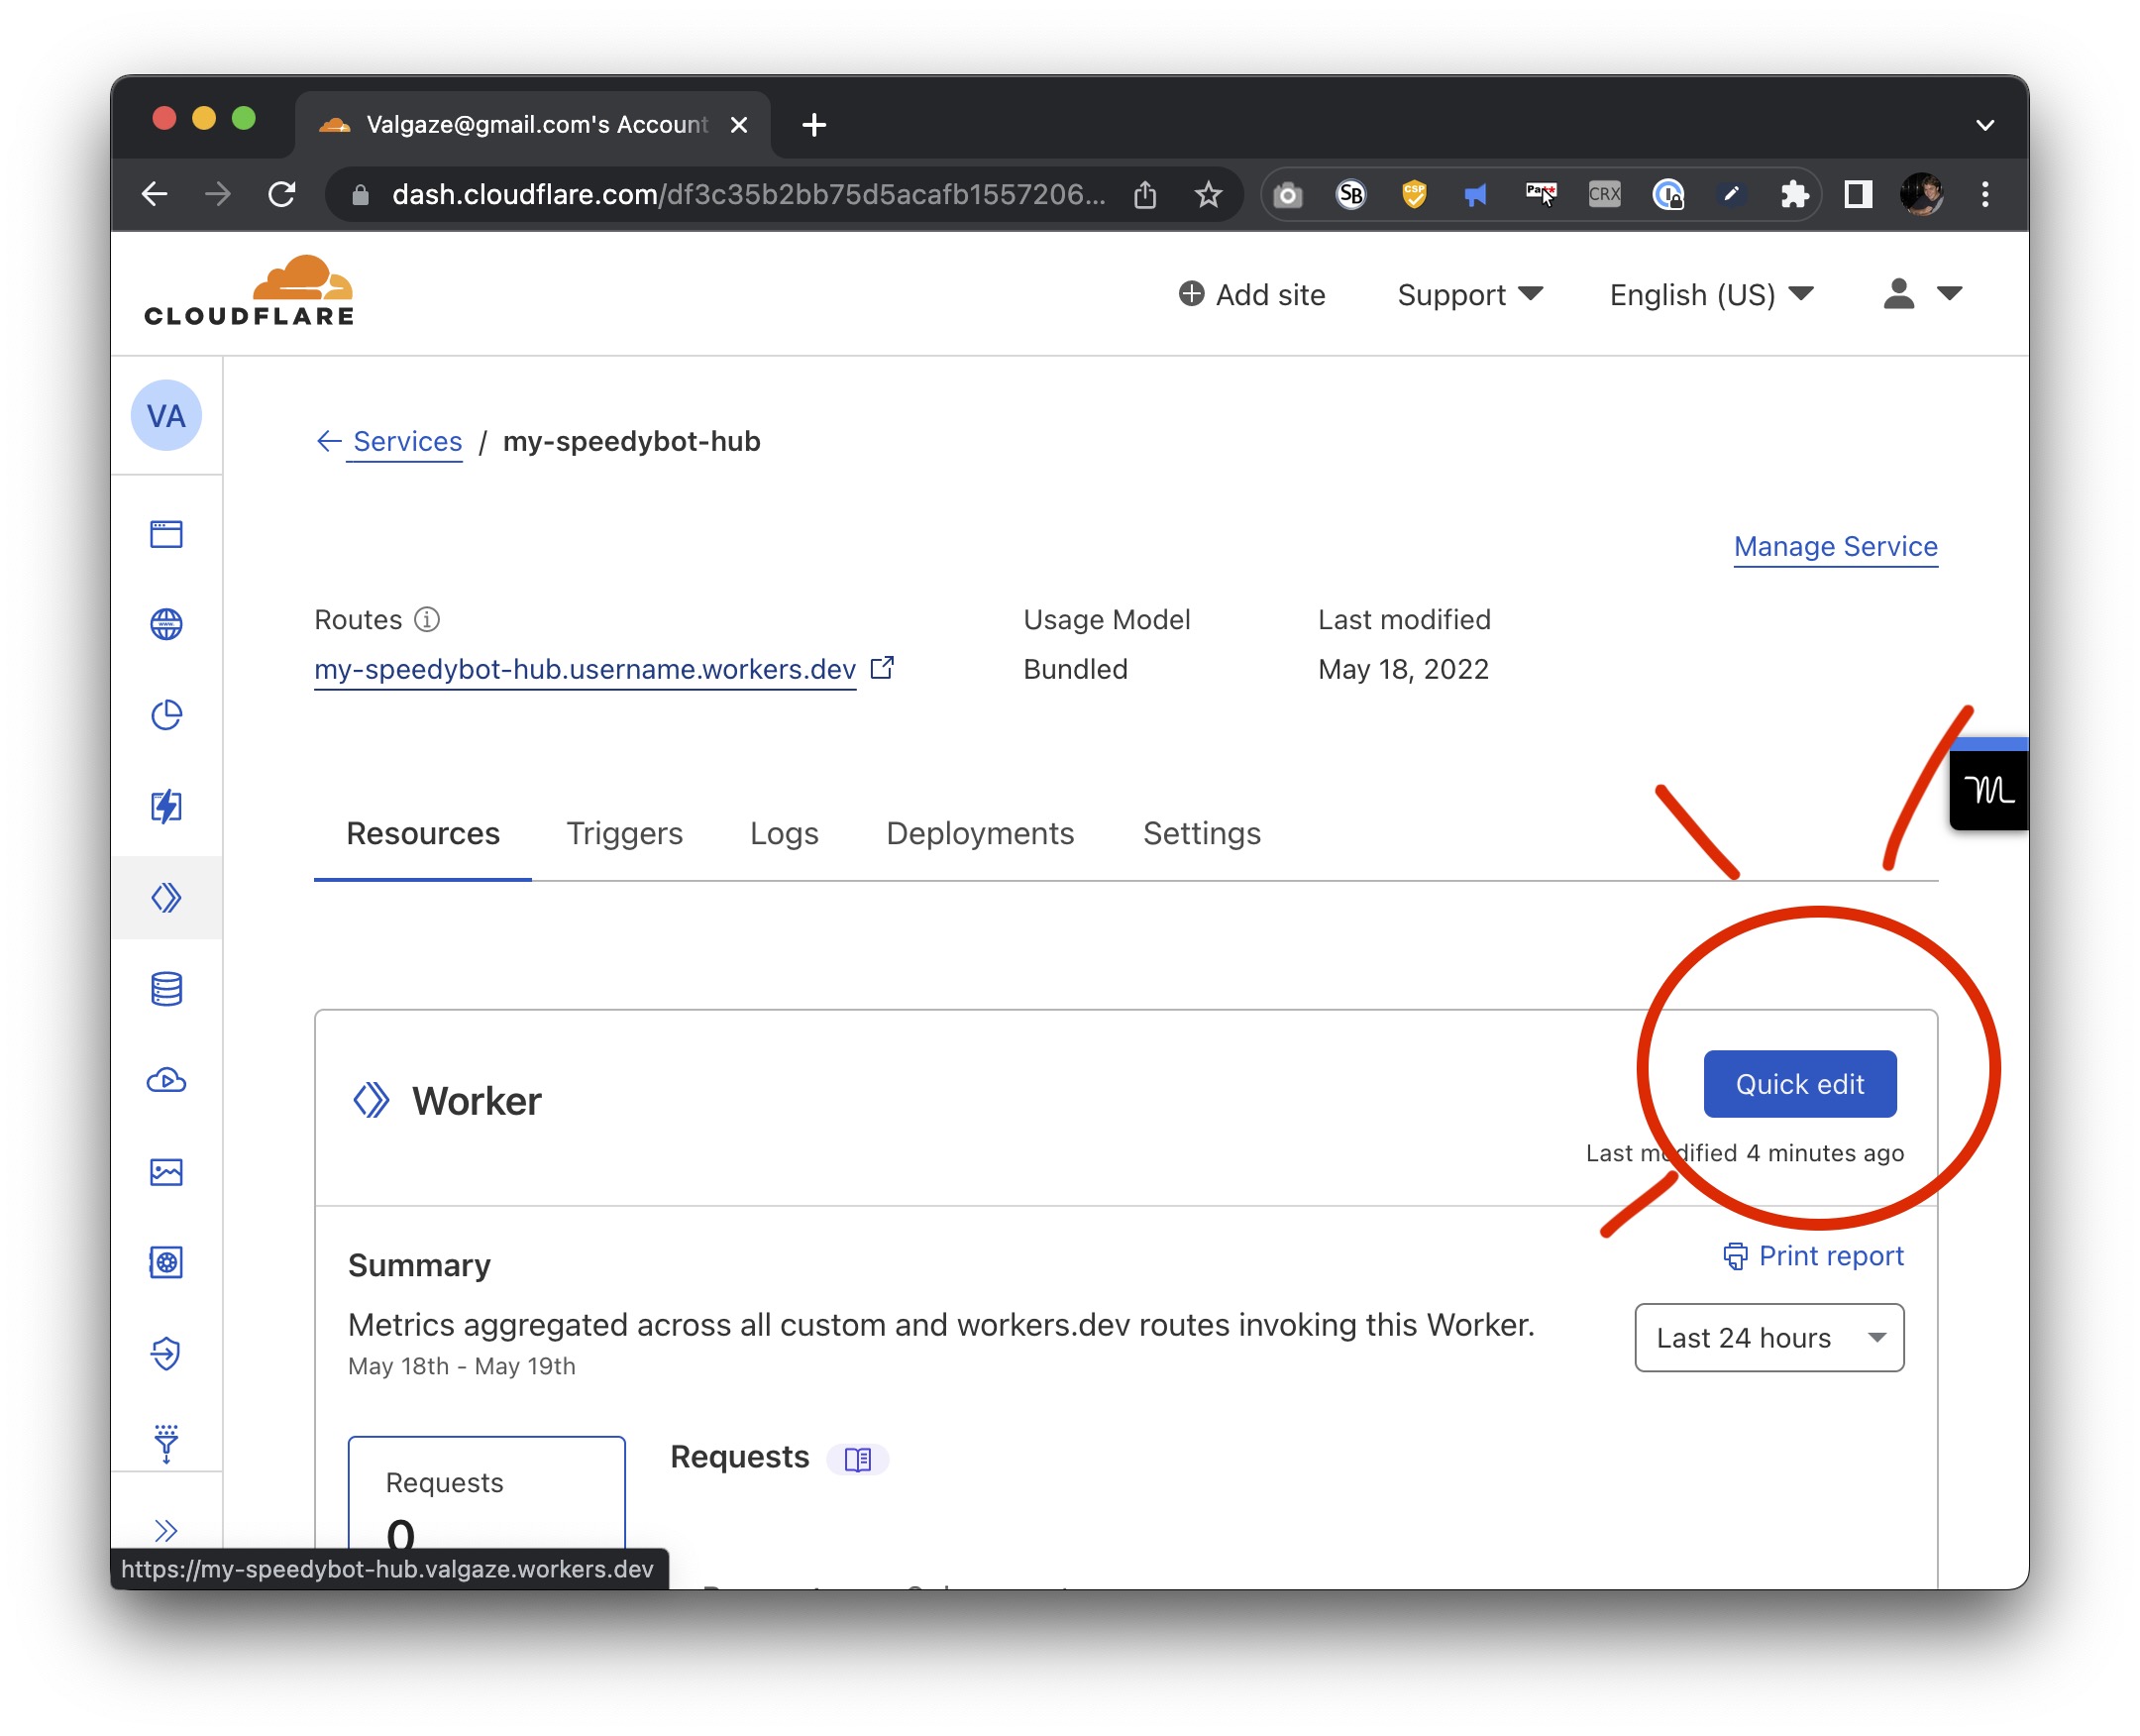 Valgaze@gmail.com's Account
dash.cloudflare.com/df3c35b2bb75d5acafb1557206...
SB
CSP
CRX
CLOUDFLARE
Add site
Support
English (US)
VA
Services / my-speedybot-hub
Manage Service
Routes
Usage Model
Last modified
my-speedybot-hub.username.workers.dev
Bundled
May 18, 2022
Resources
Triggers
Logs
Deployments
Settings
Worker
Quick edit
Last modified 4 minutes ago
Summary
Print report
Metrics aggregated across all custom and workers.dev routes invoking this Worker.
Last 24 hours
May 18th - May 19th
Requests
Requests
0
https://my-speedybot-hub.valgaze.workers.dev